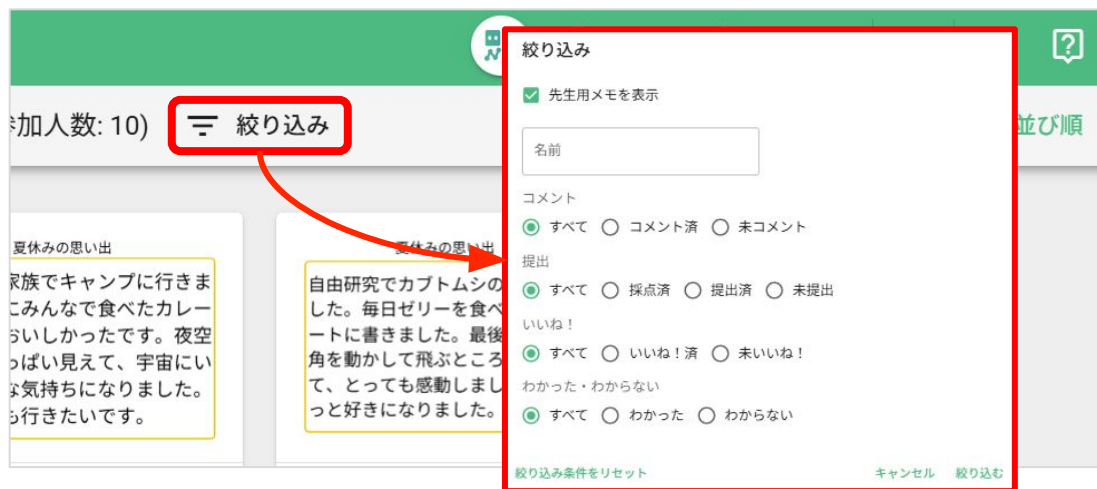 加人数: 10)
絞り込み
並び順
夏休みの思い出
家族でキャンプに行きま
こみんなで食べたカレー
おいしかったです。夜空
っぱい見えて、宇宙にい
な気持ちになりました。
も行きたいです。
夏休みの思い出
自由研究でカブトムシの
した。毎日ゼリーを食べ
ートに書きました。最後
角を動かして飛ぶところ
て、とっても感動しまし
っと好きになりました。
絞り込み
先生用メモを表示
名前
コメント
すべて コメント済 未コメント
提出
すべて 採点済 提出済 未提出
いいね！
すべて いいね！済 未いいね！
わかった・わからない
すべて わかった わからない
絞り込み条件をリセット キャンセル 絞り込む